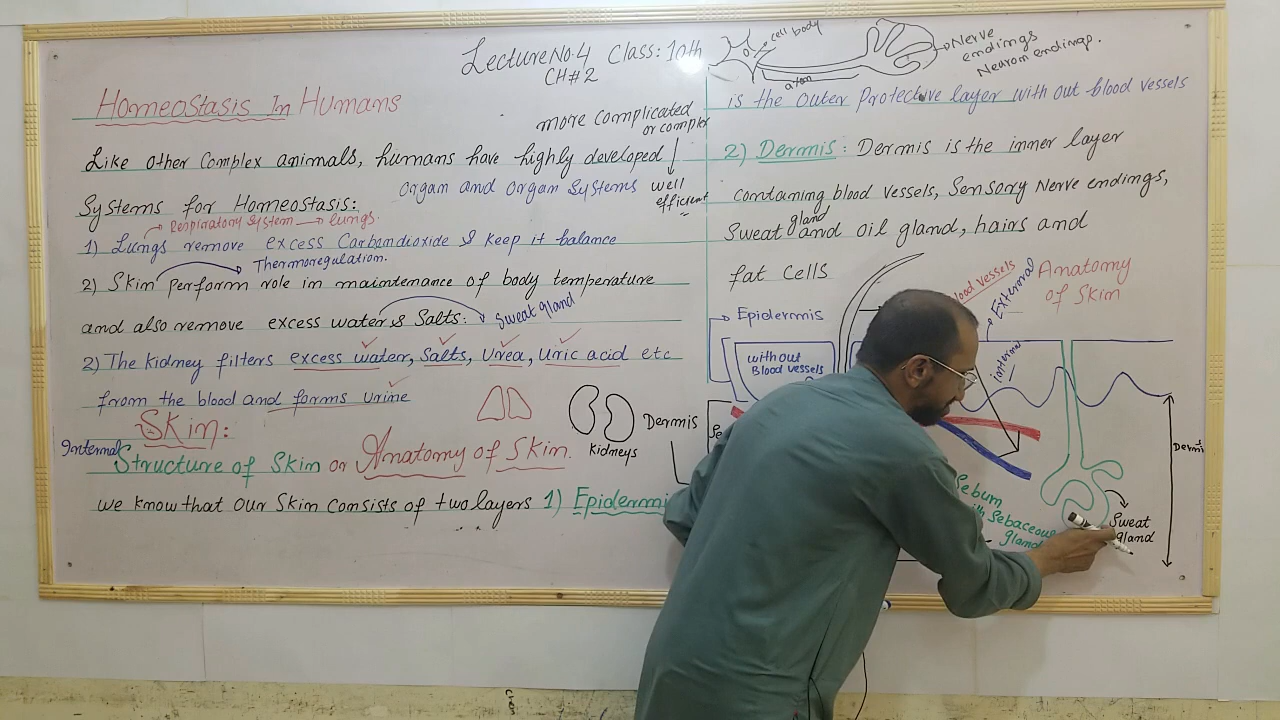 Lecture No 4 Class: 10th
CH#2
Homeostasis In Humans
more complicated
or compler
Like other complex animals, humans have highly developed
organ and organ systems
well
efficient
Systems for Homeostasis:
Respiratory system → lungs.
1) Lungs remove excess Carbondioxide & keep it balance
Thermoregulation.
2) Skin perform role in maintenance of body temperature
and also remove excess water & Salts:
Sweat gland
2) The kidney filters excess water, Salts, Urea, Uric acid etc
from the blood and forms urine
Skin:
kidneys
Internal
Structure of Skin or Anatomy of Skin.
we know that our Skin consists of two layers 1) Epidermi
cell body
axon
Nerve
endings
Neuron endings.
is the outer Protective layer with out blood vessels
2) Dermis: Dermis is the inner layer
containing blood vessels, Sensory Nerve endings,
gland
Sweat and oil gland, hairs and
fat cells
Anatomy
of Skin
Blood vessels
External
internal
Epidermis
without
Blood vessels
Dermis
Se
Sebum
Sebaceous
gland
Sweat
gland
Dermi